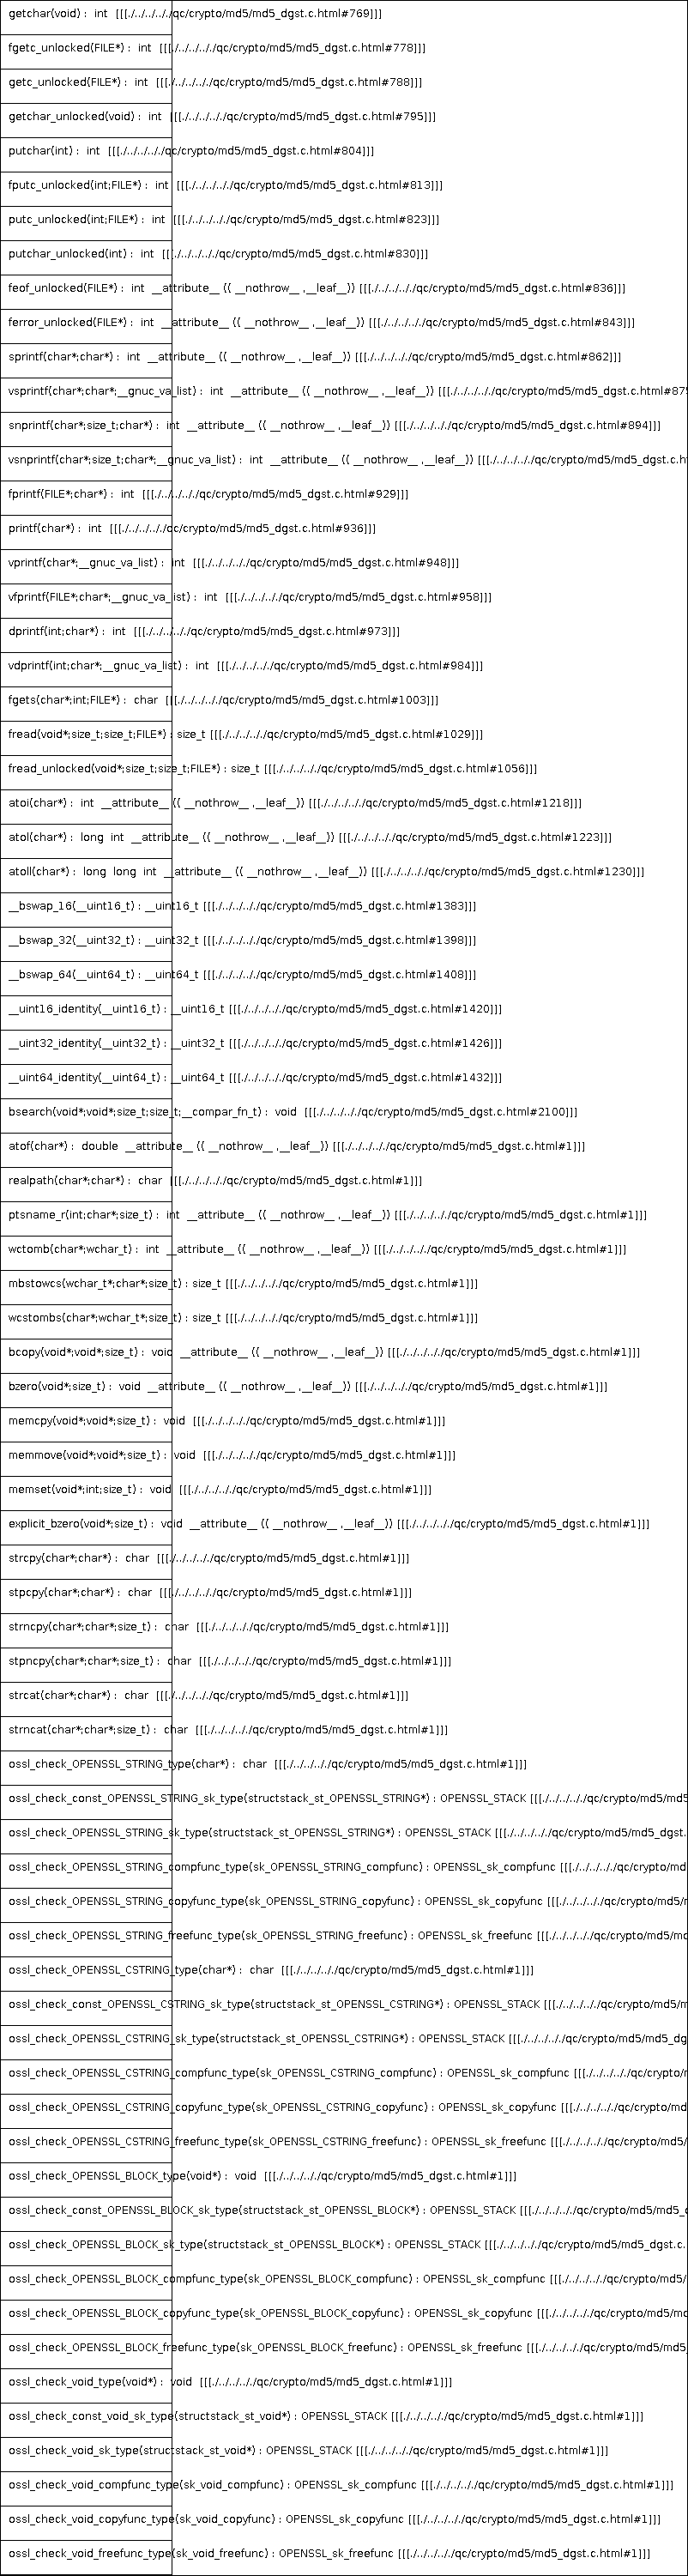 getchar(void) :  int  [[[./../../../../qc/crypto/md5/md5_dgst.c.html#769]]]
fgetc_unlocked(FILE*) :  int  [[[./../../../../qc/crypto/md5/md5_dgst.c.html#778]]]
getc_unlocked(FILE*) :  int  [[[./../../../../qc/crypto/md5/md5_dgst.c.html#788]]]
getchar_unlocked(void) :  int  [[[./../../../../qc/crypto/md5/md5_dgst.c.html#795]]]
putchar(int) :  int  [[[./../../../../qc/crypto/md5/md5_dgst.c.html#804]]]
fputc_unlocked(int;FILE*) :  int  [[[./../../../../qc/crypto/md5/md5_dgst.c.html#813]]]
putc_unlocked(int;FILE*) :  int  [[[./../../../../qc/crypto/md5/md5_dgst.c.html#823]]]
putchar_unlocked(int) :  int  [[[./../../../../qc/crypto/md5/md5_dgst.c.html#830]]]
feof_unlocked(FILE*) :  int  __attribute__ (( __nothrow__ ,__leaf__)) [[[./../../../../qc/crypto/md5/md5_dgst.c.html#836]]]
ferror_unlocked(FILE*) :  int  __attribute__ (( __nothrow__ ,__leaf__)) [[[./../../../../qc/crypto/md5/md5_dgst.c.html#843]]]
sprintf(char*;char*) :  int  __attribute__ (( __nothrow__ ,__leaf__)) [[[./../../../../qc/crypto/md5/md5_dgst.c.html#862]]]
vsprintf(char*;char*;__gnuc_va_list) :  int  __attribute__ (( __nothrow__ ,__leaf__)) [[[./../../../../qc/crypto/md5/md5_dgst.c.html#875
snprintf(char*;size_t;char*) :  int  __attribute__ (( __nothrow__ ,__leaf__)) [[[./../../../../qc/crypto/md5/md5_dgst.c.html#894]]]
vsnprintf(char*;size_t;char*;__gnuc_va_list) :  int  __attribute__ (( __nothrow__ ,__leaf__)) [[[./../../../../qc/crypto/md5/md5_dgst.c.h
fprintf(FILE*;char*) :  int  [[[./../../../../qc/crypto/md5/md5_dgst.c.html#929]]]
printf(char*) :  int  [[[./../../../../qc/crypto/md5/md5_dgst.c.html#936]]]
vprintf(char*;__gnuc_va_list) :  int  [[[./../../../../qc/crypto/md5/md5_dgst.c.html#948]]]
vfprintf(FILE*;char*;__gnuc_va_list) :  int  [[[./../../../../qc/crypto/md5/md5_dgst.c.html#958]]]
dprintf(int;char*) :  int  [[[./../../../../qc/crypto/md5/md5_dgst.c.html#973]]]
vdprintf(int;char*;__gnuc_va_list) :  int  [[[./../../../../qc/crypto/md5/md5_dgst.c.html#984]]]
fgets(char*;int;FILE*) :  char  [[[./../../../../qc/crypto/md5/md5_dgst.c.html#1003]]]
fread(void*;size_t;size_t;FILE*) : size_t [[[./../../../../qc/crypto/md5/md5_dgst.c.html#1029]]]
fread_unlocked(void*;size_t;size_t;FILE*) : size_t [[[./../../../../qc/crypto/md5/md5_dgst.c.html#1056]]]
atoi(char*) :  int  __attribute__ (( __nothrow__ ,__leaf__)) [[[./../../../../qc/crypto/md5/md5_dgst.c.html#1218]]]
atol(char*) :  long  int  __attribute__ (( __nothrow__ ,__leaf__)) [[[./../../../../qc/crypto/md5/md5_dgst.c.html#1223]]]
atoll(char*) :  long  long  int  __attribute__ (( __nothrow__ ,__leaf__)) [[[./../../../../qc/crypto/md5/md5_dgst.c.html#1230]]]
__bswap_16(__uint16_t) : __uint16_t [[[./../../../../qc/crypto/md5/md5_dgst.c.html#1383]]]
__bswap_32(__uint32_t) : __uint32_t [[[./../../../../qc/crypto/md5/md5_dgst.c.html#1398]]]
__bswap_64(__uint64_t) : __uint64_t [[[./../../../../qc/crypto/md5/md5_dgst.c.html#1408]]]
__uint16_identity(__uint16_t) : __uint16_t [[[./../../../../qc/crypto/md5/md5_dgst.c.html#1420]]]
__uint32_identity(__uint32_t) : __uint32_t [[[./../../../../qc/crypto/md5/md5_dgst.c.html#1426]]]
__uint64_identity(__uint64_t) : __uint64_t [[[./../../../../qc/crypto/md5/md5_dgst.c.html#1432]]]
bsearch(void*;void*;size_t;size_t;__compar_fn_t) :  void  [[[./../../../../qc/crypto/md5/md5_dgst.c.html#2100]]]
atof(char*) :  double  __attribute__ (( __nothrow__ ,__leaf__)) [[[./../../../../qc/crypto/md5/md5_dgst.c.html#1]]]
realpath(char*;char*) :  char  [[[./../../../../qc/crypto/md5/md5_dgst.c.html#1]]]
ptsname_r(int;char*;size_t) :  int  __attribute__ (( __nothrow__ ,__leaf__)) [[[./../../../../qc/crypto/md5/md5_dgst.c.html#1]]]
wctomb(char*;wchar_t) :  int  __attribute__ (( __nothrow__ ,__leaf__)) [[[./../../../../qc/crypto/md5/md5_dgst.c.html#1]]]
mbstowcs(wchar_t*;char*;size_t) : size_t [[[./../../../../qc/crypto/md5/md5_dgst.c.html#1]]]
wcstombs(char*;wchar_t*;size_t) : size_t [[[./../../../../qc/crypto/md5/md5_dgst.c.html#1]]]
bcopy(void*;void*;size_t) :  void  __attribute__ (( __nothrow__ ,__leaf__)) [[[./../../../../qc/crypto/md5/md5_dgst.c.html#1]]]
bzero(void*;size_t) :  void  __attribute__ (( __nothrow__ ,__leaf__)) [[[./../../../../qc/crypto/md5/md5_dgst.c.html#1]]]
memcpy(void*;void*;size_t) :  void  [[[./../../../../qc/crypto/md5/md5_dgst.c.html#1]]]
memmove(void*;void*;size_t) :  void  [[[./../../../../qc/crypto/md5/md5_dgst.c.html#1]]]
memset(void*;int;size_t) :  void  [[[./../../../../qc/crypto/md5/md5_dgst.c.html#1]]]
explicit_bzero(void*;size_t) :  void  __attribute__ (( __nothrow__ ,__leaf__)) [[[./../../../../qc/crypto/md5/md5_dgst.c.html#1]]]
strcpy(char*;char*) :  char  [[[./../../../../qc/crypto/md5/md5_dgst.c.html#1]]]
stpcpy(char*;char*) :  char  [[[./../../../../qc/crypto/md5/md5_dgst.c.html#1]]]
strncpy(char*;char*;size_t) :  char  [[[./../../../../qc/crypto/md5/md5_dgst.c.html#1]]]
stpncpy(char*;char*;size_t) :  char  [[[./../../../../qc/crypto/md5/md5_dgst.c.html#1]]]
strcat(char*;char*) :  char  [[[./../../../../qc/crypto/md5/md5_dgst.c.html#1]]]
strncat(char*;char*;size_t) :  char  [[[./../../../../qc/crypto/md5/md5_dgst.c.html#1]]]
ossl_check_OPENSSL_STRING_type(char*) :  char  [[[./../../../../qc/crypto/md5/md5_dgst.c.html#1]]]
ossl_check_const_OPENSSL_STRING_sk_type(structstack_st_OPENSSL_STRING*) : OPENSSL_STACK [[[./../../../../qc/crypto/md5/md5
ossl_check_OPENSSL_STRING_sk_type(structstack_st_OPENSSL_STRING*) : OPENSSL_STACK [[[./../../../../qc/crypto/md5/md5_dgst.
ossl_check_OPENSSL_STRING_compfunc_type(sk_OPENSSL_STRING_compfunc) : OPENSSL_sk_compfunc [[[./../../../../qc/crypto/md
ossl_check_OPENSSL_STRING_copyfunc_type(sk_OPENSSL_STRING_copyfunc) : OPENSSL_sk_copyfunc [[[./../../../../qc/crypto/md5/m
ossl_check_OPENSSL_STRING_freefunc_type(sk_OPENSSL_STRING_freefunc) : OPENSSL_sk_freefunc [[[./../../../../qc/crypto/md5/md
ossl_check_OPENSSL_CSTRING_type(char*) :  char  [[[./../../../../qc/crypto/md5/md5_dgst.c.html#1]]]
ossl_check_const_OPENSSL_CSTRING_sk_type(structstack_st_OPENSSL_CSTRING*) : OPENSSL_STACK [[[./../../../../qc/crypto/md5/m
ossl_check_OPENSSL_CSTRING_sk_type(structstack_st_OPENSSL_CSTRING*) : OPENSSL_STACK [[[./../../../../qc/crypto/md5/md5_dg
ossl_check_OPENSSL_CSTRING_compfunc_type(sk_OPENSSL_CSTRING_compfunc) : OPENSSL_sk_compfunc [[[./../../../../qc/crypto/r
ossl_check_OPENSSL_CSTRING_copyfunc_type(sk_OPENSSL_CSTRING_copyfunc) : OPENSSL_sk_copyfunc [[[./../../../../qc/crypto/md
ossl_check_OPENSSL_CSTRING_freefunc_type(sk_OPENSSL_CSTRING_freefunc) : OPENSSL_sk_freefunc [[[./../../../../qc/crypto/md5/
ossl_check_OPENSSL_BLOCK_type(void*) :  void  [[[./../../../../qc/crypto/md5/md5_dgst.c.html#1]]]
ossl_check_const_OPENSSL_BLOCK_sk_type(structstack_st_OPENSSL_BLOCK*) : OPENSSL_STACK [[[./../../../../qc/crypto/md5/md5_d
ossl_check_OPENSSL_BLOCK_sk_type(structstack_st_OPENSSL_BLOCK*) : OPENSSL_STACK [[[./../../../../qc/crypto/md5/md5_dgst.c.
ossl_check_OPENSSL_BLOCK_compfunc_type(sk_OPENSSL_BLOCK_compfunc) : OPENSSL_sk_compfunc [[[./../../../../qc/crypto/md5/
ossl_check_OPENSSL_BLOCK_copyfunc_type(sk_OPENSSL_BLOCK_copyfunc) : OPENSSL_sk_copyfunc [[[./../../../../qc/crypto/md5/md
ossl_check_OPENSSL_BLOCK_freefunc_type(sk_OPENSSL_BLOCK_freefunc) : OPENSSL_sk_freefunc [[[./../../../../qc/crypto/md5/md5_
ossl_check_void_type(void*) :  void  [[[./../../../../qc/crypto/md5/md5_dgst.c.html#1]]]
ossl_check_const_void_sk_type(structstack_st_void*) : OPENSSL_STACK [[[./../../../../qc/crypto/md5/md5_dgst.c.html#1]]]
ossl_check_void_sk_type(structstack_st_void*) : OPENSSL_STACK [[[./../../../../qc/crypto/md5/md5_dgst.c.html#1]]]
ossl_check_void_compfunc_type(sk_void_compfunc) : OPENSSL_sk_compfunc [[[./../../../../qc/crypto/md5/md5_dgst.c.html#1]]]
ossl_check_void_copyfunc_type(sk_void_copyfunc) : OPENSSL_sk_copyfunc [[[./../../../../qc/crypto/md5/md5_dgst.c.html#1]]]
ossl_check_void_freefunc_type(sk_void_freefunc) : OPENSSL_sk_freefunc [[[./../../../../qc/crypto/md5/md5_dgst.c.html#1]]]